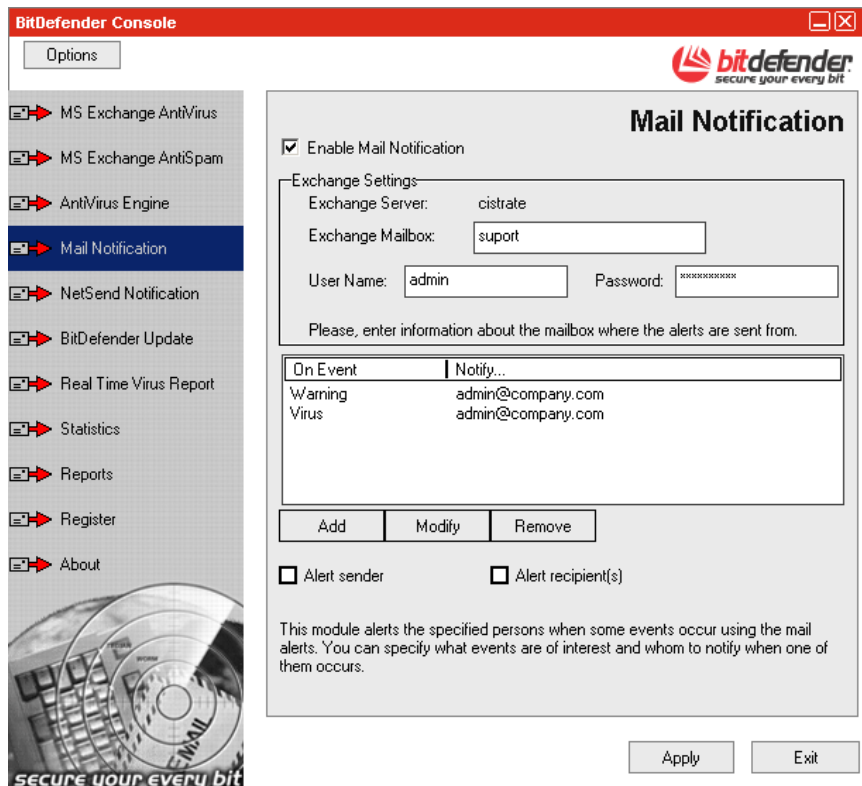 BitDefender Console
Options
bitdefender
secure your every bit
MS Exchange AntiVirus
MS Exchange AntiSpam
AntiVirus Engine
Mail Notification
NetSend Notification
BitDefender Update
Real Time Virus Report
Statistics
Reports
Register
About
TROJAN
WORM
EMAIL
secure your every bit
Mail Notification
Enable Mail Notification
Exchange Settings
Exchange Server: cistrate
Exchange Mailbox: suport
User Name: admin Password: xxxxxxxxxx
Please, enter information about the mailbox where the alerts are sent from.
On Event Notify...
Warning admin@company.com
Virus admin@company.com
Add Modify Remove
Alert sender Alert recipient(s)
This module alerts the specified persons when some events occur using the mail
alerts. You can specify what events are of interest and whom to notify when one of
them occurs.
Apply Exit